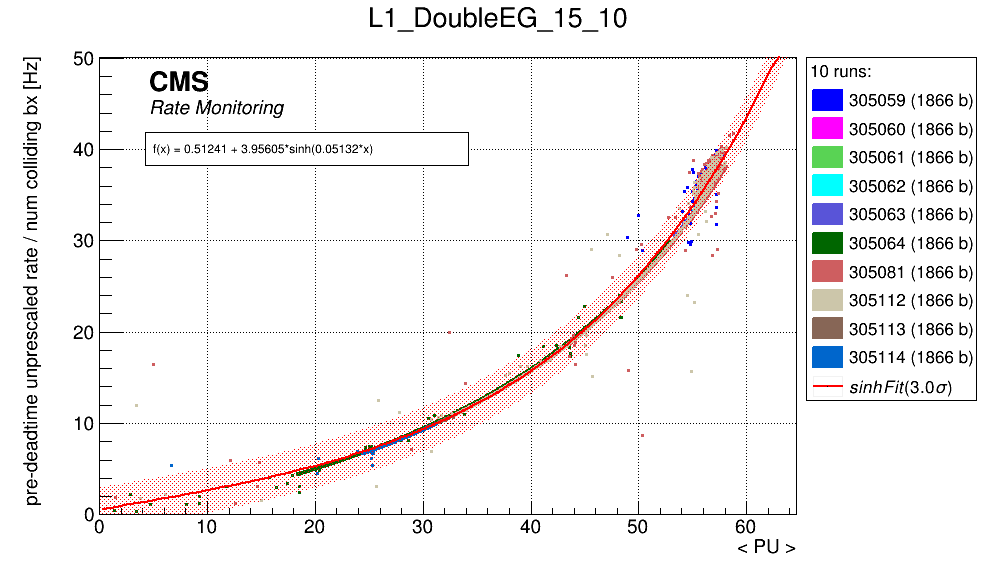 L1_DoubleEG_15_10
pre-deadtime unprescaled rate / num colliding bx [Hz]
50
40
30
20
10
0
CMS
Rate Monitoring
f(x) = 0.51241 + 3.95605*sinh(0.05132*x)
0 10 20 30 40 50 60
< PU >
10 runs:
305059 (1866 b)
305060 (1866 b)
305061 (1866 b)
305062 (1866 b)
305063 (1866 b)
305064 (1866 b)
305081 (1866 b)
305112 (1866 b)
305113 (1866 b)
305114 (1866 b)
sinhFit(3.0σ)